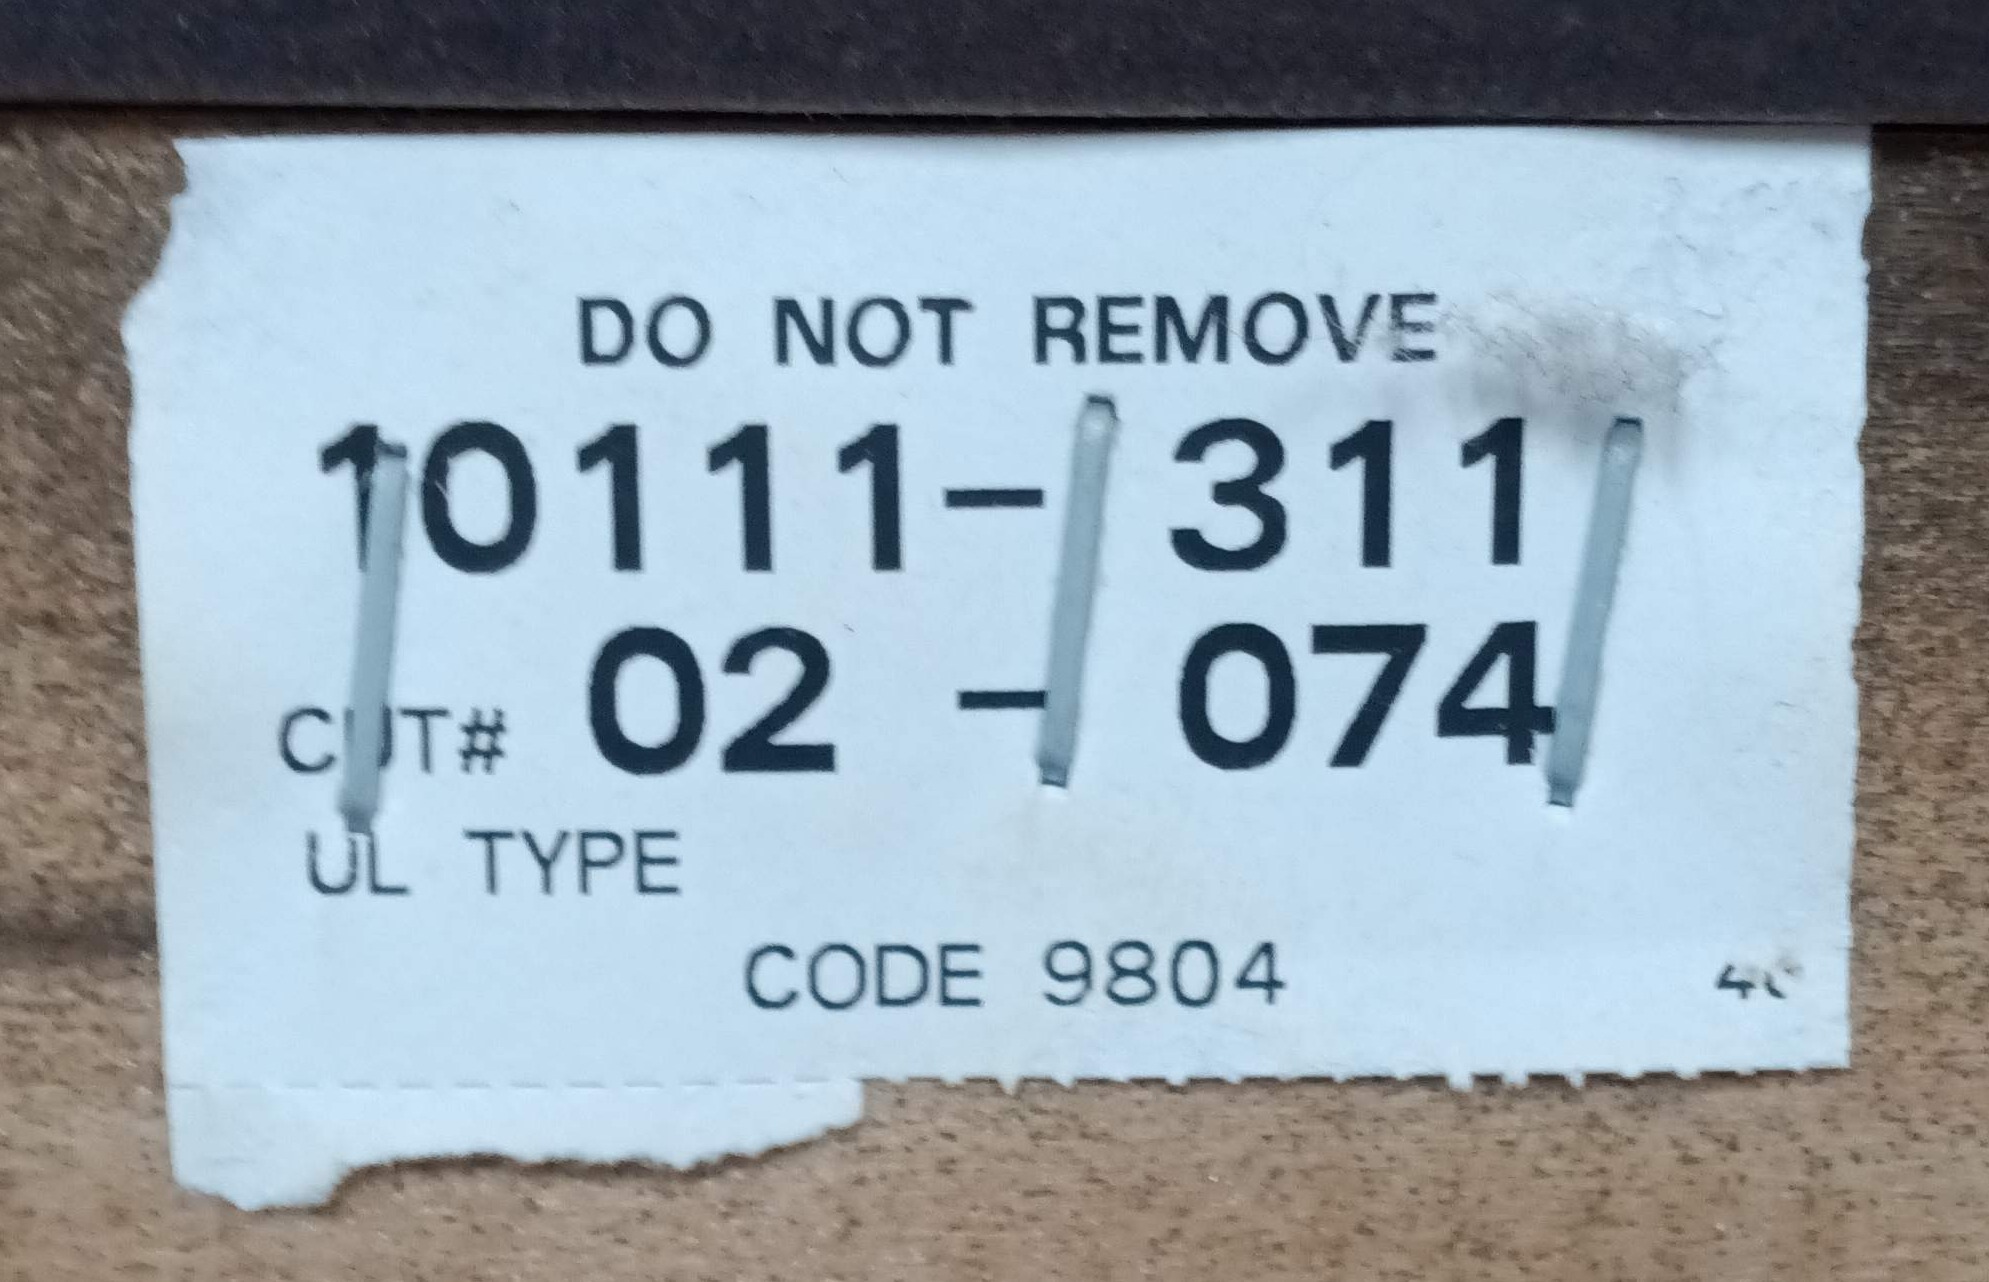 DO NOT REMOVE
10111- 311
CUT# 02 - 074
UL TYPE
CODE 9804